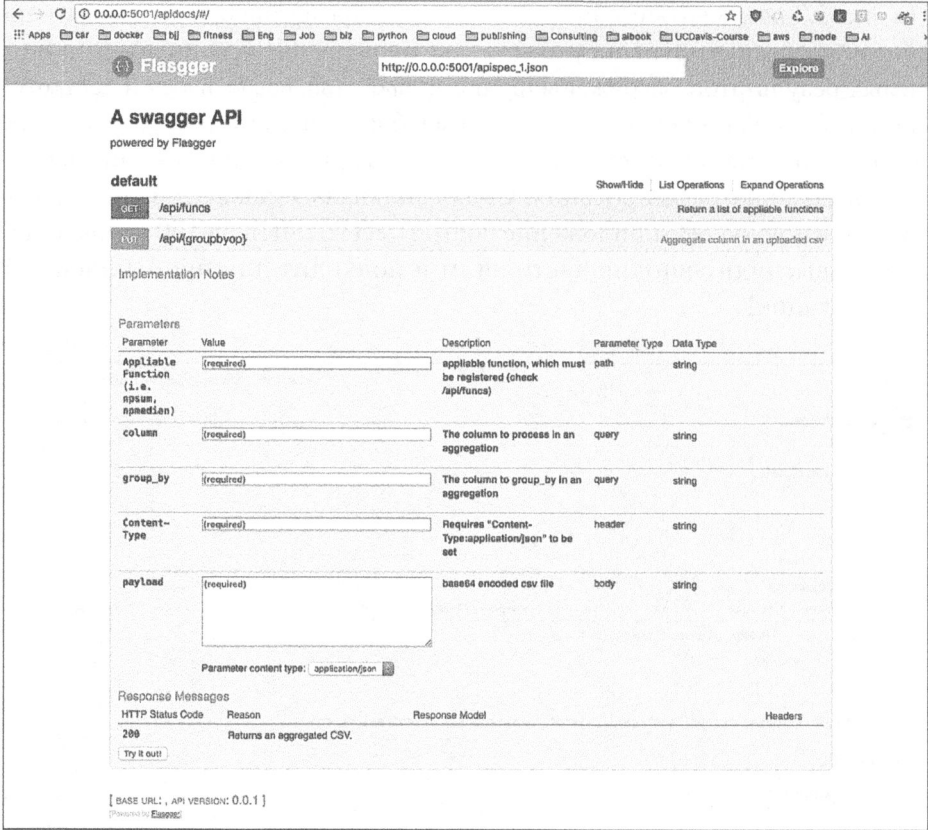 0.0.0.0:5001/apidocs/#/
Apps car docker bjj fitness Eng Job biz python cloud publishing Consulting aibook UCDavis-Course aws node AI
Flasgger http://0.0.0.0:5001/apispec_1.json Explore
A swagger API
powered by Flasgger
default Show/Hide List Operations Expand Operations
GET /api/funcs Return a list of appliable functions
PUT /api/{groupbyop} Aggregate column in an uploaded csv
Implementation Notes
Parameters
Parameter Value Description Parameter Type Data Type
Appliable (required) appliable function, which must path string
Function be registered (check
(i.e. /api/funcs)
npsum,
npmedian)
column (required) The column to process in an query string
aggregation
group_by (required) The column to group_by in an query string
aggregation
Content- (required) Requires "Content- header string
Type Type:application/json" to be
set
payload (required) base64 encoded csv file body string
Parameter content type: application/json
Response Messages
HTTP Status Code Reason Response Model Headers
200 Returns an aggregated CSV.
Try it out!
[ BASE URL: , API VERSION: 0.0.1 ]
[Powered by Flasgger]